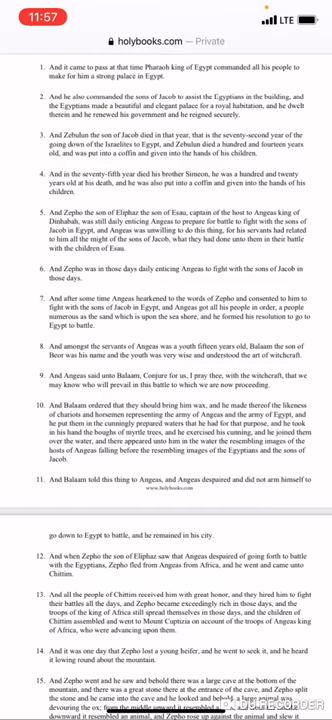 11:57
LTE
holybooks.com — Private
1. And it came to pass at that time Pharaoh king of Egypt commanded all his people to
make for him a strong palace in Egypt.
2. And he also commanded the sons of Jacob to assist the Egyptians in the building, and
the Egyptians made a beautiful and elegant palace for a royal habitation, and he dwelt
therein and he renewed his government and he reigned securely.
3. And Zebulun the son of Jacob died in that year, that is the seventy-second year of the
going down of the Israelites to Egypt, and Zebulun died a hundred and fourteen years
old, and was put into a coffin and given into the hands of his children.
4. And in the seventy-fifth year died his brother Simeon, he was a hundred and twenty
years old at his death, and he was also put into a coffin and given into the hands of his
children.
5. And Zepho the son of Eliphaz the son of Esau, captain of the host to Angeas king of
Dinhabah, was still daily enticing Angeas to prepare for battle to fight with the sons of
Jacob in Egypt, and Angeas was unwilling to do this thing, for his servants had related
to him all the might of the sons of Jacob, what they had done unto them in their battle
with the children of Esau.
6. And Zepho was in those days daily enticing Angeas to fight with the sons of Jacob in
those days.
7. And after some time Angeas hearkened to the words of Zepho and consented to him to
fight with the sons of Jacob in Egypt, and Angeas got all his people in order, a people
numerous as the sand which is upon the sea shore, and he formed his resolution to go to
Egypt to battle.
8. And amongst the servants of Angeas was a youth fifteen years old, Balaam the son of
Beor was his name and the youth was very wise and understood the art of witchcraft.
9. And Angeas said unto Balaam, Conjure for us, I pray thee, with the witchcraft, that we
may know who will prevail in this battle to which we are now proceeding.
10. And Balaam ordered that they should bring him wax, and he made thereof the likeness
of chariots and horsemen representing the army of Angeas and the army of Egypt, and
he put them in the cunningly prepared waters that he had for that purpose, and he took
in his hand the boughs of myrtle trees, and he exercised his cunning, and he joined them
over the water, and there appeared unto him in the water the resembling images of the
hosts of Angeas falling before the resembling images of the Egyptians and the sons of
Jacob.
11. And Balaam told this thing to Angeas, and Angeas despaired and did not arm himself to
www.holybooks.com
go down to Egypt to battle, and he remained in his city.
12. And when Zepho the son of Eliphaz saw that Angeas despaired of going forth to battle
with the Egyptians, Zepho fled from Angeas from Africa, and he went and came unto
Chittim.
13. And all the people of Chittim received him with great honor, and they hired him to fight
their battles all the days, and Zepho became exceedingly rich in those days, and the
troops of the king of Africa still spread themselves in those days, and the children of
Chittim assembled and went to Mount Cuptizia on account of the troops of Angeas king
of Africa, who were advancing upon them.
14. And it was one day that Zepho lost a young heifer, and he went to seek it, and he heard
it lowing round about the mountain.
15. And Zepho went and he saw and behold there was a large cave at the bottom of the
mountain, and there was a great stone there at the entrance of the cave, and Zepho split
the stone and he came into the cave and he looked and behold, a large animal was
devouring the ox; from the middle upward it resembled a
downward it resembled an animal, and Zepho rose up against the animal and slew it
DU RECORDER